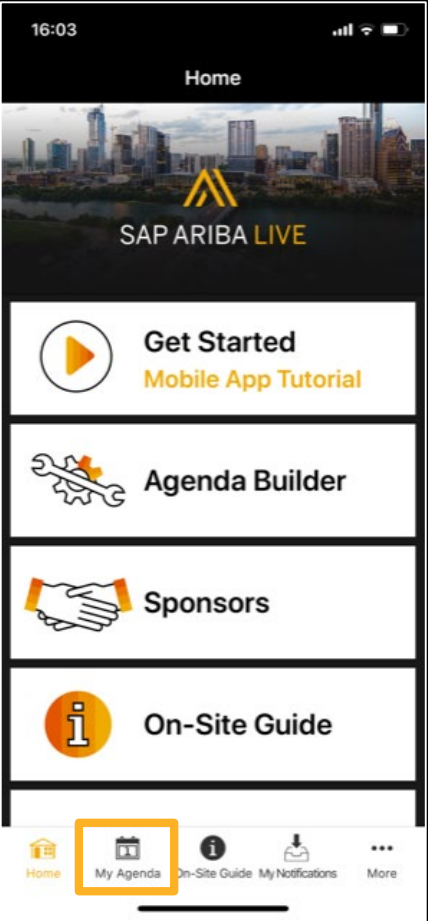 16:03
Home
SAP ARIBA LIVE
Get Started
Mobile App Tutorial
Agenda Builder
Sponsors
i
On-Site Guide
1
i
Home
My Agenda
On-Site Guide
My Notifications
More